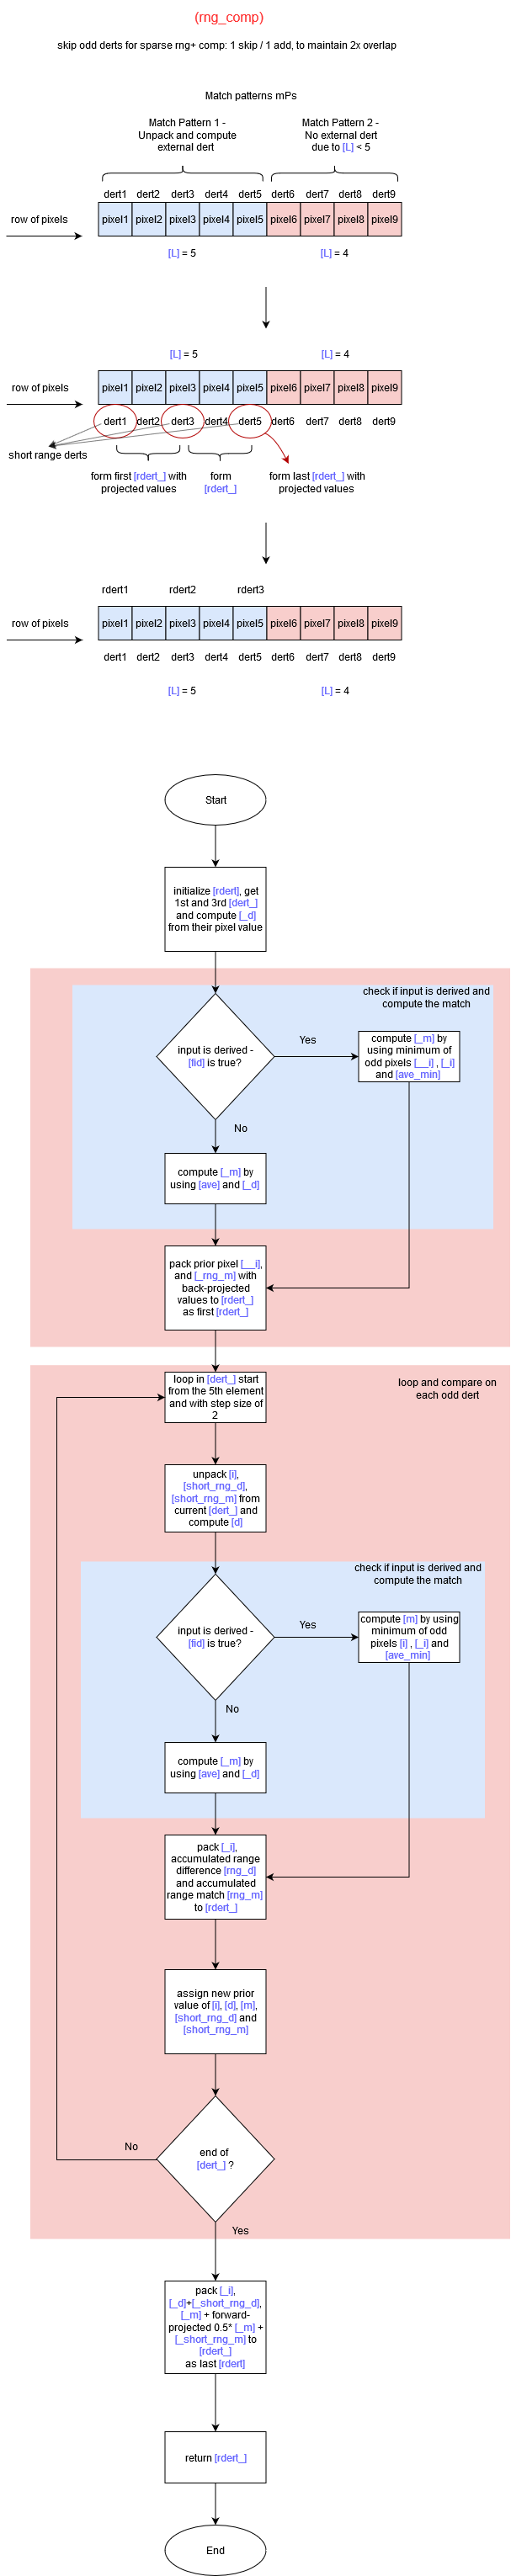 (rng_comp)
skip odd derts for sparse rng+ comp: 1 skip / 1 add, to maintain 2x overlap
Match patterns mPs
Match Pattern 1 -
Unpack and compute
external dert
Match Pattern 2 -
No external dert
due to [L] < 5
dert1 dert2 dert3 dert4 dert5 dert6 dert7 dert8 dert9
row of pixels
pixel1 pixel2 pixel3 pixel4 pixel5 pixel6 pixel7 pixel8 pixel9
[L] = 5 [L] = 4
[L] = 5 [L] = 4
row of pixels
pixel1 pixel2 pixel3 pixel4 pixel5 pixel6 pixel7 pixel8 pixel9
dert1 dert2 dert3 dert4 dert5 dert6 dert7 dert8 dert9
short range derts
form first [rdert_] with
projected values
form
[rdert_]
form last [rdert_] with
projected values
rdert1 rdert2 rdert3
row of pixels
pixel1 pixel2 pixel3 pixel4 pixel5 pixel6 pixel7 pixel8 pixel9
dert1 dert2 dert3 dert4 dert5 dert6 dert7 dert8 dert9
[L] = 5 [L] = 4
Start
initialize [rdert], get
1st and 3rd [dert_]
and compute [_d]
from their pixel value
check if input is derived and
compute the match
input is derived -
[fid] is true?
Yes
compute [_m] by
using minimum of
odd pixels [__i] , [_i]
and [ave_min]
No
compute [_m] by
using [ave] and [_d]
pack prior pixel [__i],
and [_rng_m] with
back-projected
values to [rdert_]
as first [rdert_]
loop in [dert_] start
from the 5th element
and with step size of
2
loop and compare on
each odd dert
unpack [i],
[short_rng_d],
[short_rng_m] from
current [dert_] and
compute [d]
check if input is derived and
compute the match
input is derived -
[fid] is true?
Yes
compute [m] by using
minimum of odd
pixels [i] , [_i] and
[ave_min]
No
compute [_m] by
using [ave] and [_d]
pack [_i],
accumulated range
difference [rng_d]
and accumulated
range match [rng_m]
to [rdert_]
assign new prior
value of [i], [d], [m],
[short_rng_d] and
[short_rng_m]
end of
[dert_] ?
No
Yes
pack [_i],
[_d]+[_short_rng_d],
[_m] + forward-
projected 0.5* [_m] +
[_short_rng_m] to
[rdert_]
as last [rdert]
return [rdert_]
End